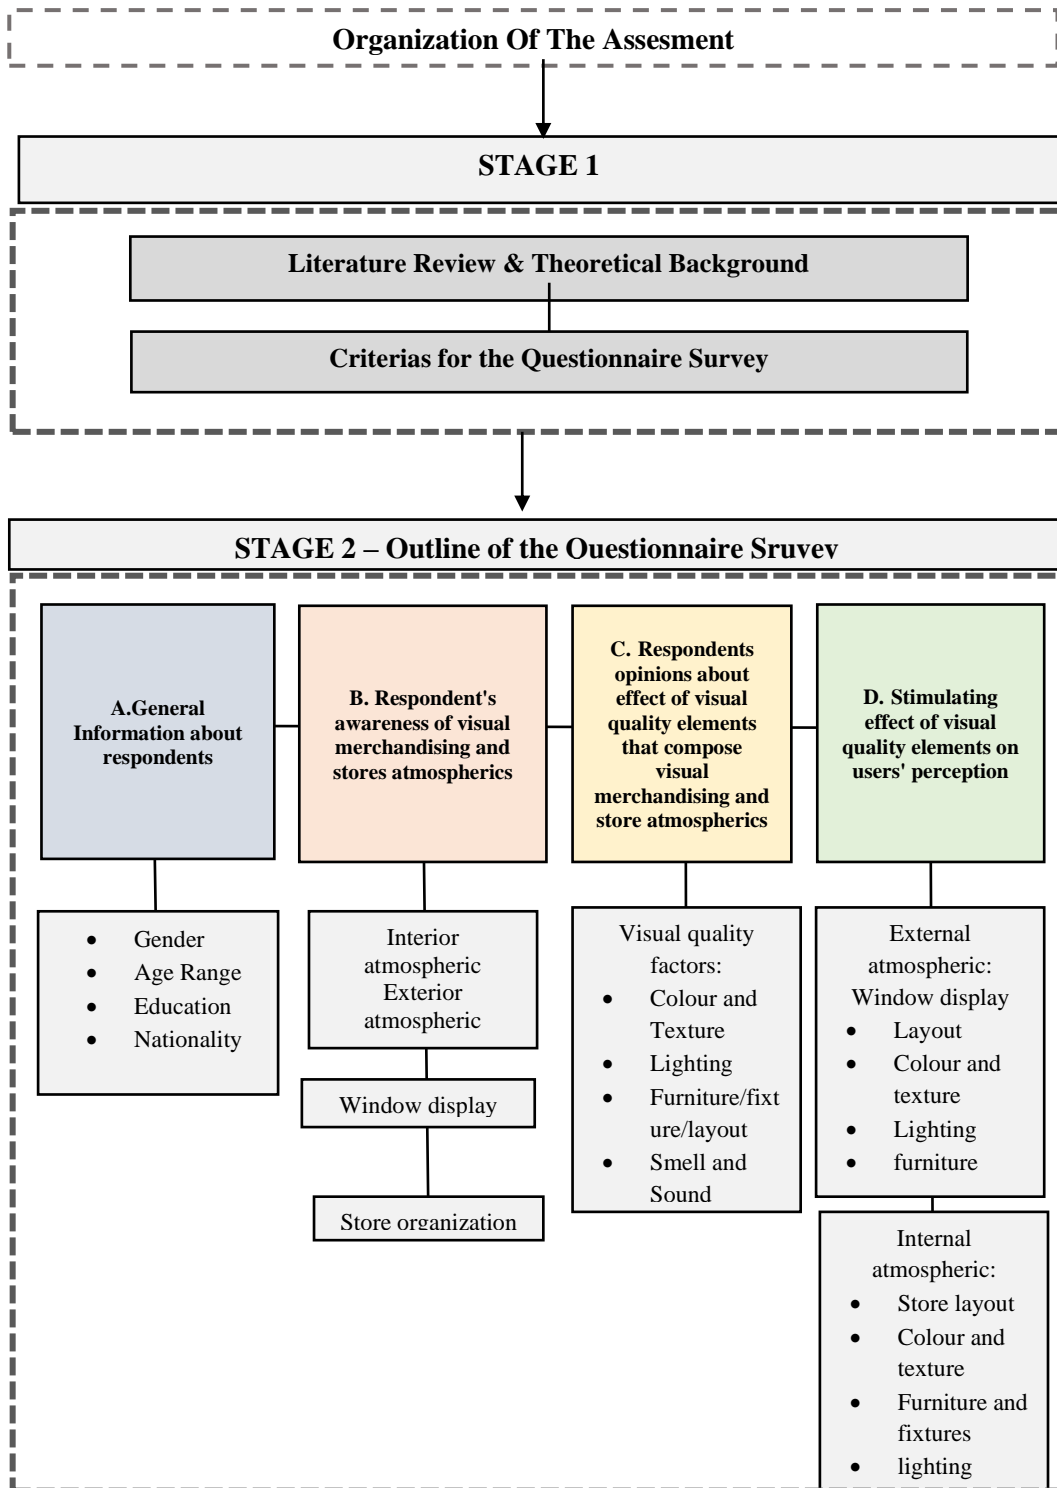 Organization Of The Assesment
STAGE 1
Literature Review & Theoretical Background
Criterias for the Questionnaire Survey
STAGE 2 – Outline of the Questionnaire Sruvey
A.General
Information about
respondents
B. Respondent's
awareness of visual
merchandising and
stores atmospherics
C. Respondents
opinions about
effect of visual
quality elements
that compose
visual
merchandising and
store atmospherics
D. Stimulating
effect of visual
quality elements on
users' perception
• Gender
• Age Range
• Education
• Nationality
Interior
atmospheric
Exterior
atmospheric
Window display
Store organization
Visual quality
factors:
• Colour and
Texture
• Lighting
• Furniture/fixt
ure/layout
• Smell and
Sound
External
atmospheric:
Window display
• Layout
• Colour and
texture
• Lighting
• furniture
Internal
atmospheric:
• Store layout
• Colour and
texture
• Furniture and
fixtures
• lighting